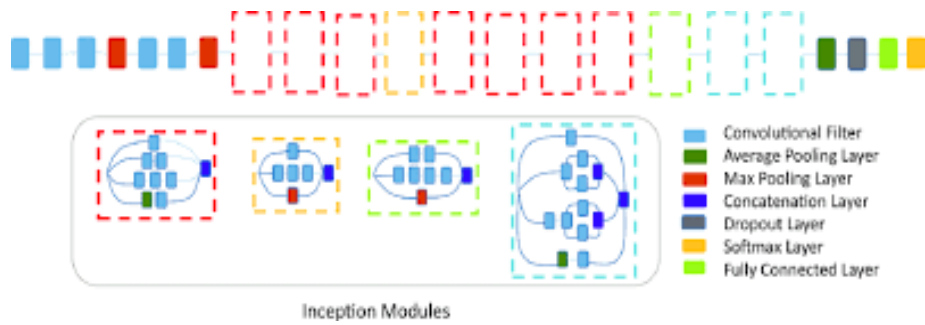 Convolutional Filter
Average Pooling Layer
Max Pooling Layer
Concatenation Layer
Dropout Layer
Softmax Layer
Fully Connected Layer
Inception Modules